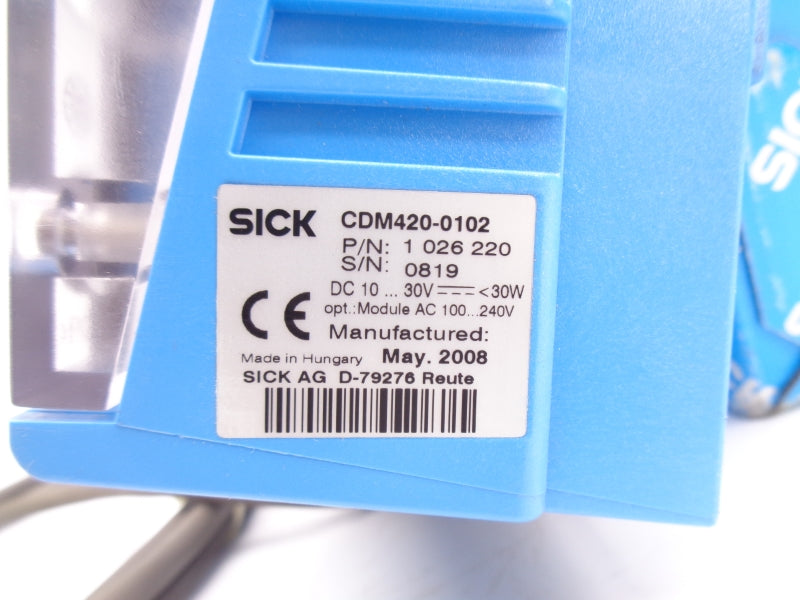 SICK CDM420-0102
P/N: 1 026 220
S/N: 0819
DC 10 ... 30V <30W
opt.:Module AC 100...240V
CE Manufactured:
Made in Hungary May. 2008
SICK AG D-79276 Reute
SIC